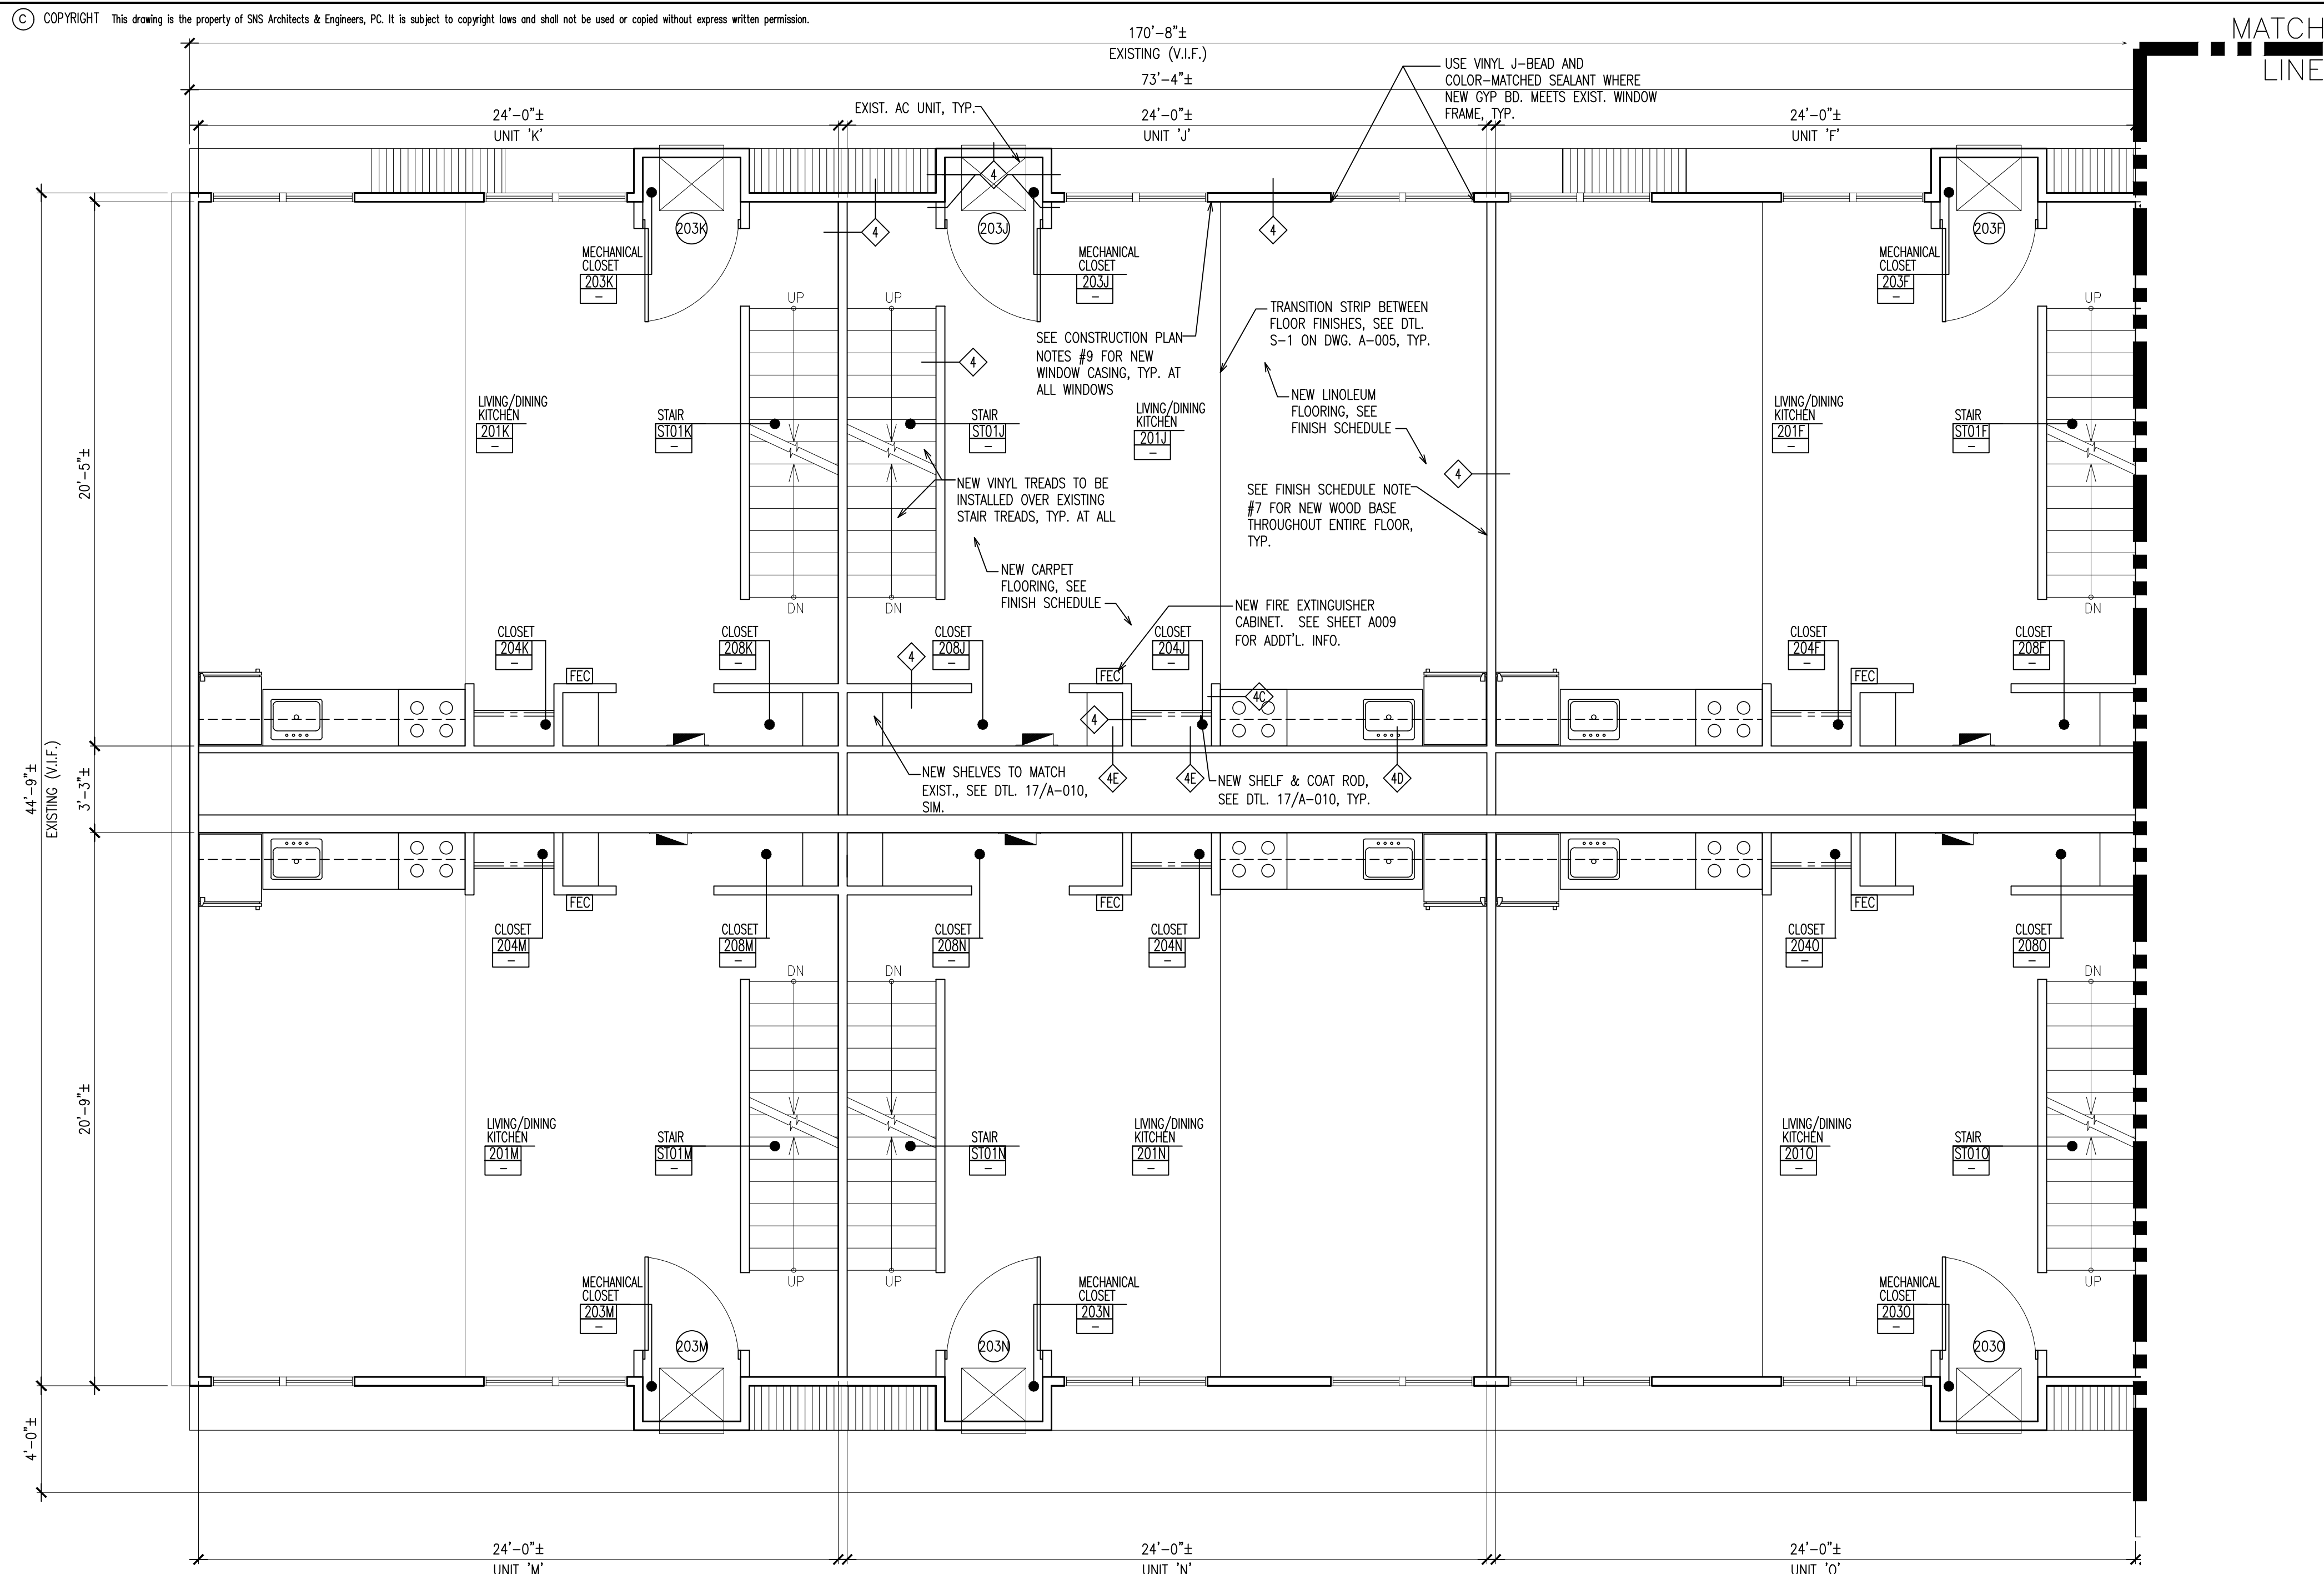 C COPYRIGHT This drawing is the property of SNS Architects & Engineers, PC. It is subject to copyright laws and shall not be used or copied without express written permission.
MATCH
LINE
170'-8"±
EXISTING (V.I.F.)
73'-4"±
24'-0"±
UNIT 'K'
24'-0"±
UNIT 'J'
24'-0"±
UNIT 'F'
EXIST. AC UNIT, TYP.
USE VINYL J-BEAD AND
COLOR-MATCHED SEALANT WHERE
NEW GYP BD. MEETS EXIST. WINDOW
FRAME, TYP.
4
4
4
203K
203J
203F
MECHANICAL
CLOSET
203K
-
MECHANICAL
CLOSET
203J
-
MECHANICAL
CLOSET
203F
-
UP
UP
UP
SEE CONSTRUCTION PLAN
NOTES #9 FOR NEW
WINDOW CASING, TYP. AT
ALL WINDOWS
TRANSITION STRIP BETWEEN
FLOOR FINISHES, SEE DTL.
S-1 ON DWG. A-005, TYP.
4
NEW LINOLEUM
FLOORING, SEE
FINISH SCHEDULE
LIVING/DINING
KITCHEN
201K
-
STAIR
ST01K
-
STAIR
ST01J
-
LIVING/DINING
KITCHEN
201J
-
LIVING/DINING
KITCHEN
201F
-
STAIR
ST01F
-
4
20'-5"±
NEW VINYL TREADS TO BE
INSTALLED OVER EXISTING
STAIR TREADS, TYP. AT ALL
SEE FINISH SCHEDULE NOTE
#7 FOR NEW WOOD BASE
THROUGHOUT ENTIRE FLOOR,
TYP.
NEW CARPET
FLOORING, SEE
FINISH SCHEDULE
DN
DN
DN
NEW FIRE EXTINGUISHER
CABINET. SEE SHEET A009
FOR ADDT'L. INFO.
CLOSET
204K
-
CLOSET
208K
-
CLOSET
208J
-
CLOSET
204J
-
CLOSET
204F
-
CLOSET
208F
-
4
FEC
FEC
FEC
4C
4
44'-9"±
EXISTING (V.I.F.)
3'-3"±
NEW SHELVES TO MATCH
EXIST., SEE DTL. 17/A-010,
SIM.
4E
4E
NEW SHELF & COAT ROD,
SEE DTL. 17/A-010, TYP.
4D
FEC
FEC
FEC
CLOSET
204M
-
CLOSET
208M
-
CLOSET
208N
-
CLOSET
204N
-
CLOSET
204O
-
CLOSET
208O
-
DN
DN
DN
20'-9"±
LIVING/DINING
KITCHEN
201M
-
STAIR
ST01M
-
STAIR
ST01N
-
LIVING/DINING
KITCHEN
201N
-
LIVING/DINING
KITCHEN
201O
-
STAIR
ST01O
-
UP
UP
UP
MECHANICAL
CLOSET
203M
-
MECHANICAL
CLOSET
203N
-
MECHANICAL
CLOSET
203O
-
203M
203N
203O
4'-0"±
24'-0"±
UNIT 'M'
24'-0"±
UNIT 'N'
24'-0"±
UNIT 'O'